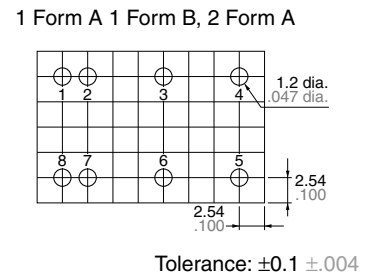 1 Form A 1 Form B, 2 Form A
1 2 3 4
1.2 dia.
.047 dia.
8 7 6 5
2.54
.100
2.54
.100
Tolerance: ±0.1 ±.004